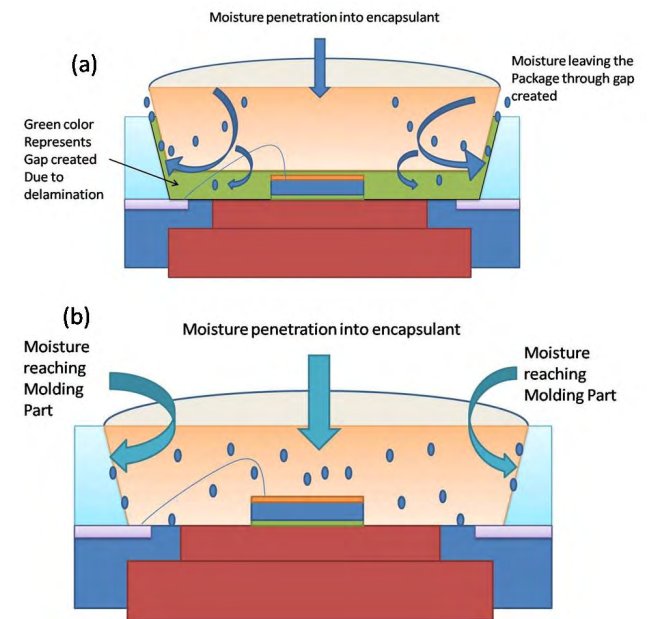 Moisture penetration into encapsulant
(a)
Moisture leaving the
Package through gap
created
Green color
Represents
Gap created
Due to
delamination
(b)
Moisture penetration into encapsulant
Moisture
reaching
Molding
Part
Moisture
reaching
Molding Part